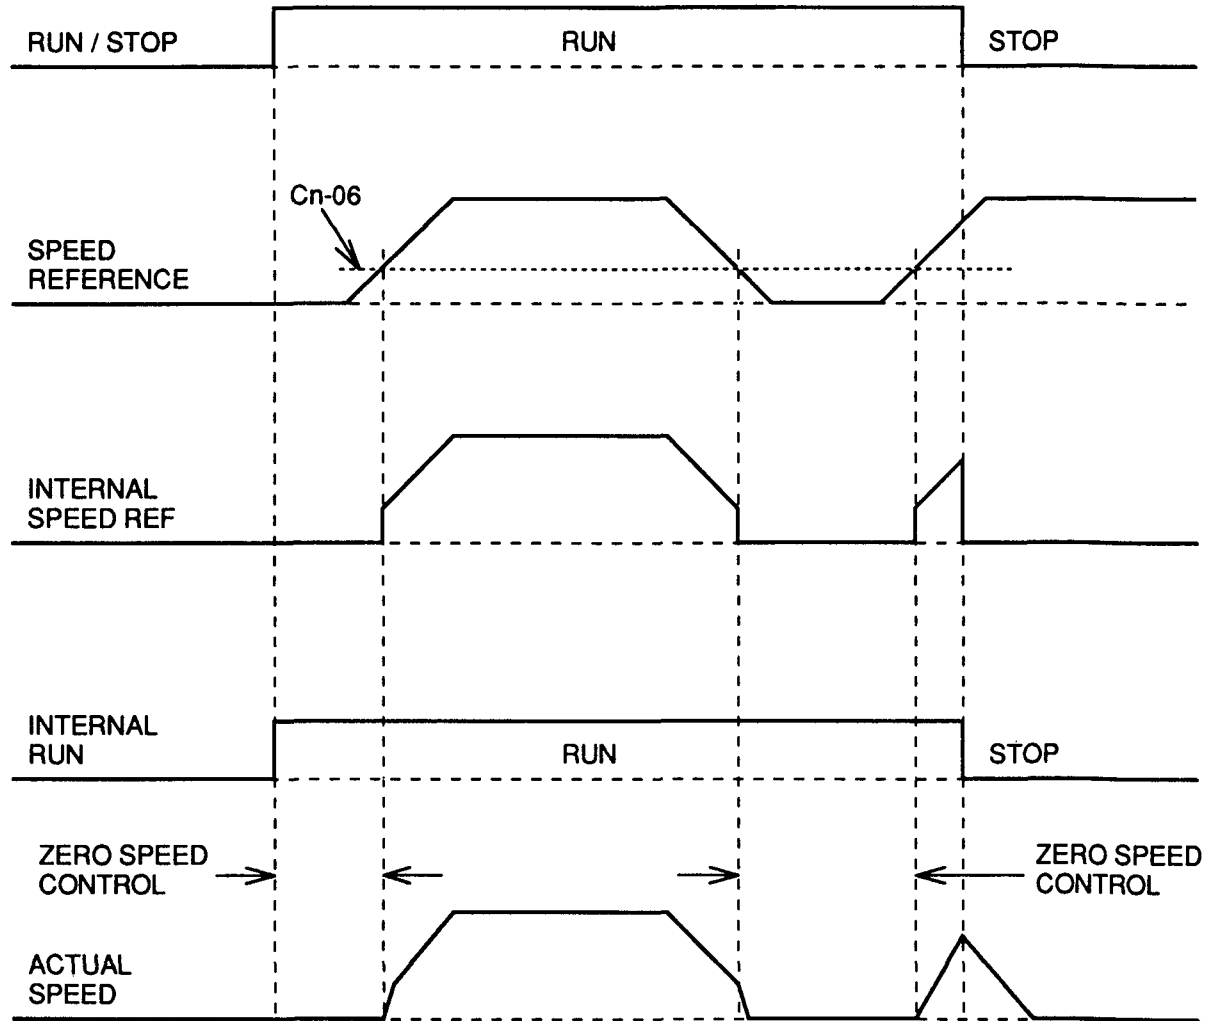 RUN / STOP
RUN
STOP
Cn-06
SPEED
REFERENCE
INTERNAL
SPEED REF
INTERNAL
RUN
RUN
STOP
ZERO SPEED
CONTROL
ZERO SPEED
CONTROL
ACTUAL
SPEED